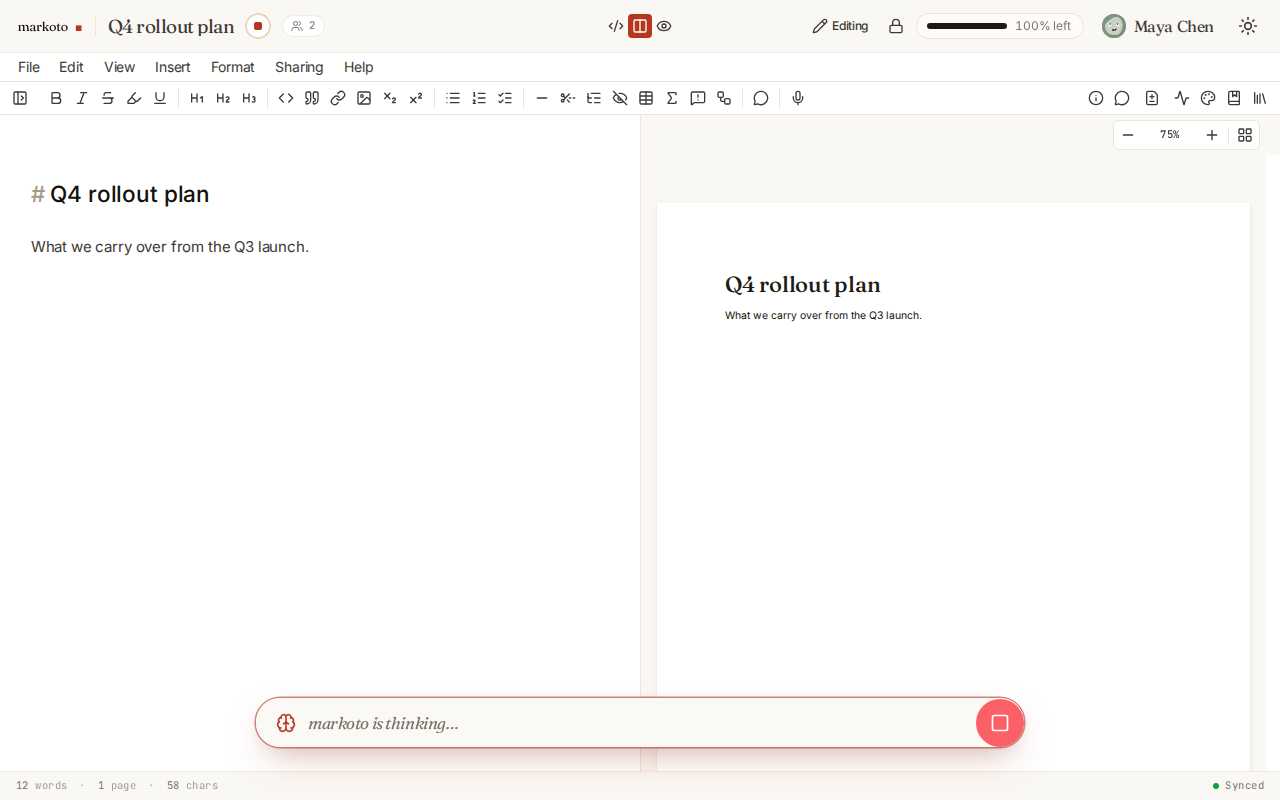 markoto
Q4 rollout plan
2
Editing
100% left
Maya Chen
File Edit View Insert Format Sharing Help
H1 H2 H3
75%
# Q4 rollout plan
What we carry over from the Q3 launch.
Q4 rollout plan
What we carry over from the Q3 launch.
markoto is thinking...
12 words · 1 page · 58 chars
Synced